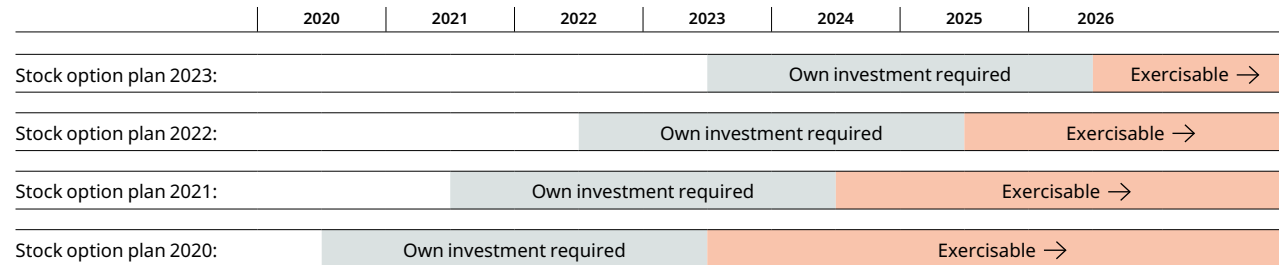 2020 2021 2022 2023 2024 2025 2026
Stock option plan 2023: Own investment required Exercisable →
Stock option plan 2022: Own investment required Exercisable →
Stock option plan 2021: Own investment required Exercisable →
Stock option plan 2020: Own investment required Exercisable →